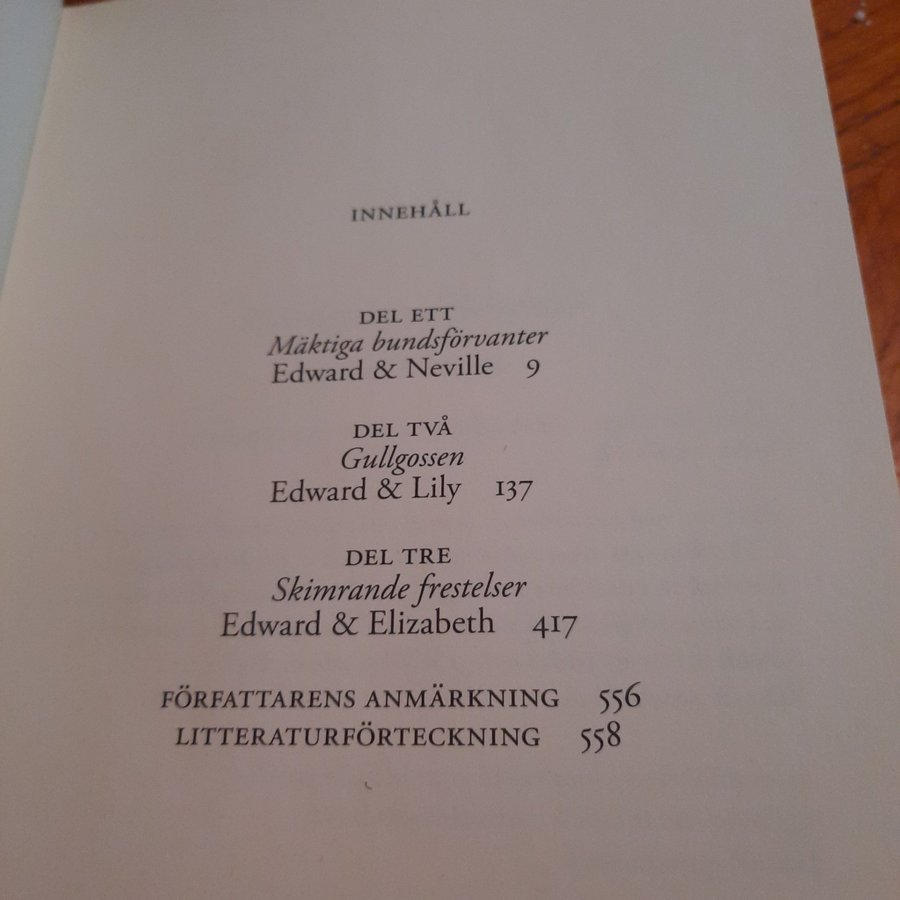 INNEHÅLL
DEL ETT
Mäktiga bundsförvanter
Edward & Neville 9
DEL TVÅ
Gullgossen
Edward & Lily 137
DEL TRE
Skimrande frestelser
Edward & Elizabeth 417
FÖRFATTARENS ANMÄRKNING 556
LITTERATURFÖRTECKNING 558